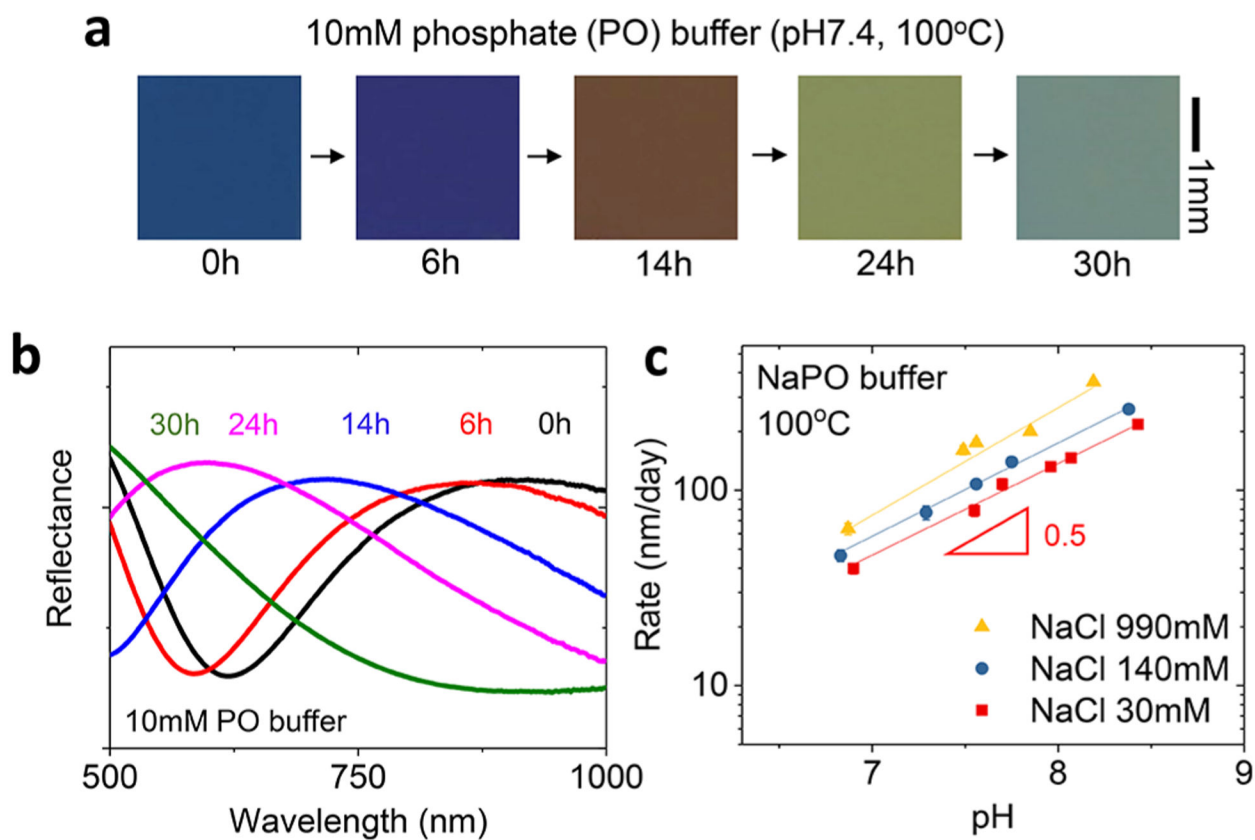 a
10mM phosphate (PO) buffer (pH7.4, 100oC)
0h
6h
14h
24h
30h
1mm
b
30h 24h 14h 6h 0h
Reflectance
10mM PO buffer
500 750 1000
Wavelength (nm)
c
NaPO buffer
100oC
Rate (nm/day)
100
10
0.5
NaCl 990mM
NaCl 140mM
NaCl 30mM
7 8 9
pH